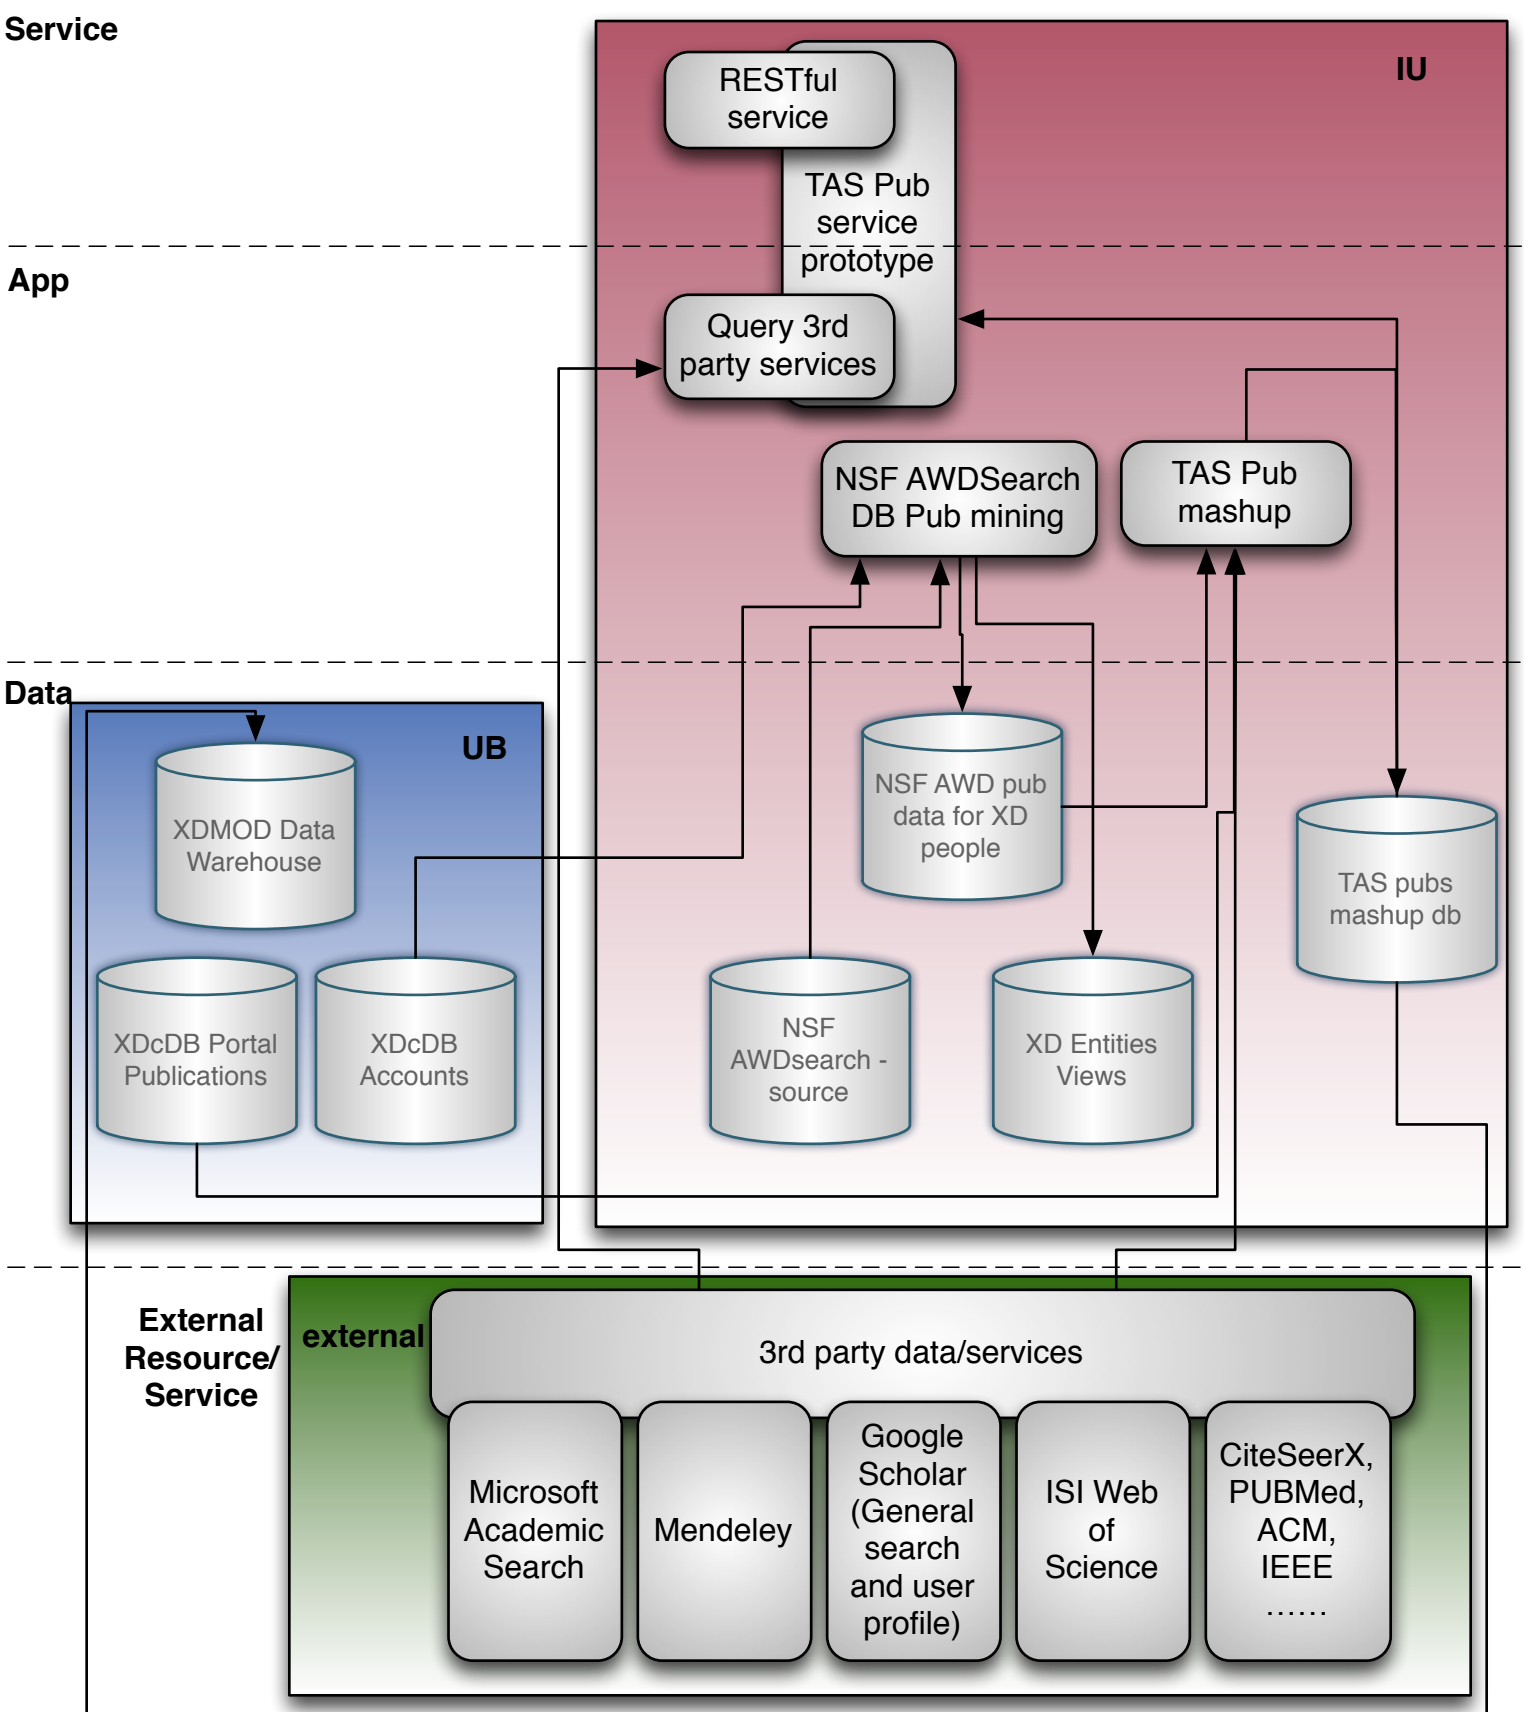 Service
IU
RESTful
service
TAS Pub
service
prototype
App
Query 3rd
party services
NSF AWDSearch
DB Pub mining
TAS Pub
mashup
Data
UB
XDMOD Data
Warehouse
NSF AWD pub
data for XD
people
TAS pubs
mashup db
XDcDB Portal
Publications
XDcDB
Accounts
NSF
AWDsearch -
source
XD Entities
Views
External
Resource/
Service
external
3rd party data/services
Microsoft
Academic
Search
Mendeley
Google
Scholar
(General
search
and user
profile)
ISI Web
of
Science
CiteSeerX,
PUBMed,
ACM,
IEEE
......